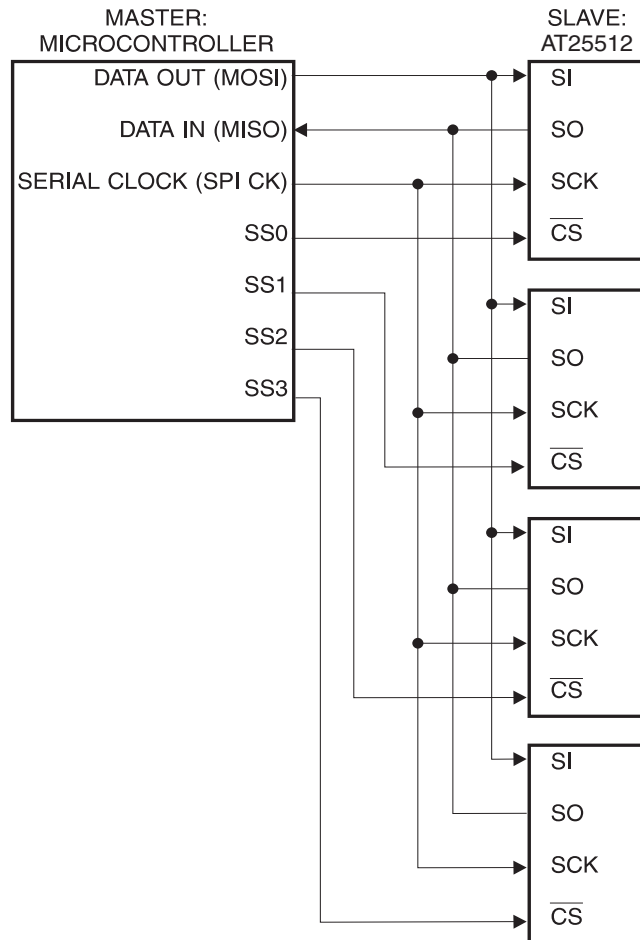 MASTER:
MICROCONTROLLER
SLAVE:
AT25512
DATA OUT (MOSI)
DATA IN (MISO)
SERIAL CLOCK (SPI CK)
SS0
SS1
SS2
SS3
SI
SO
SCK
CS
SI
SO
SCK
CS
SI
SO
SCK
CS
SI
SO
SCK
CS